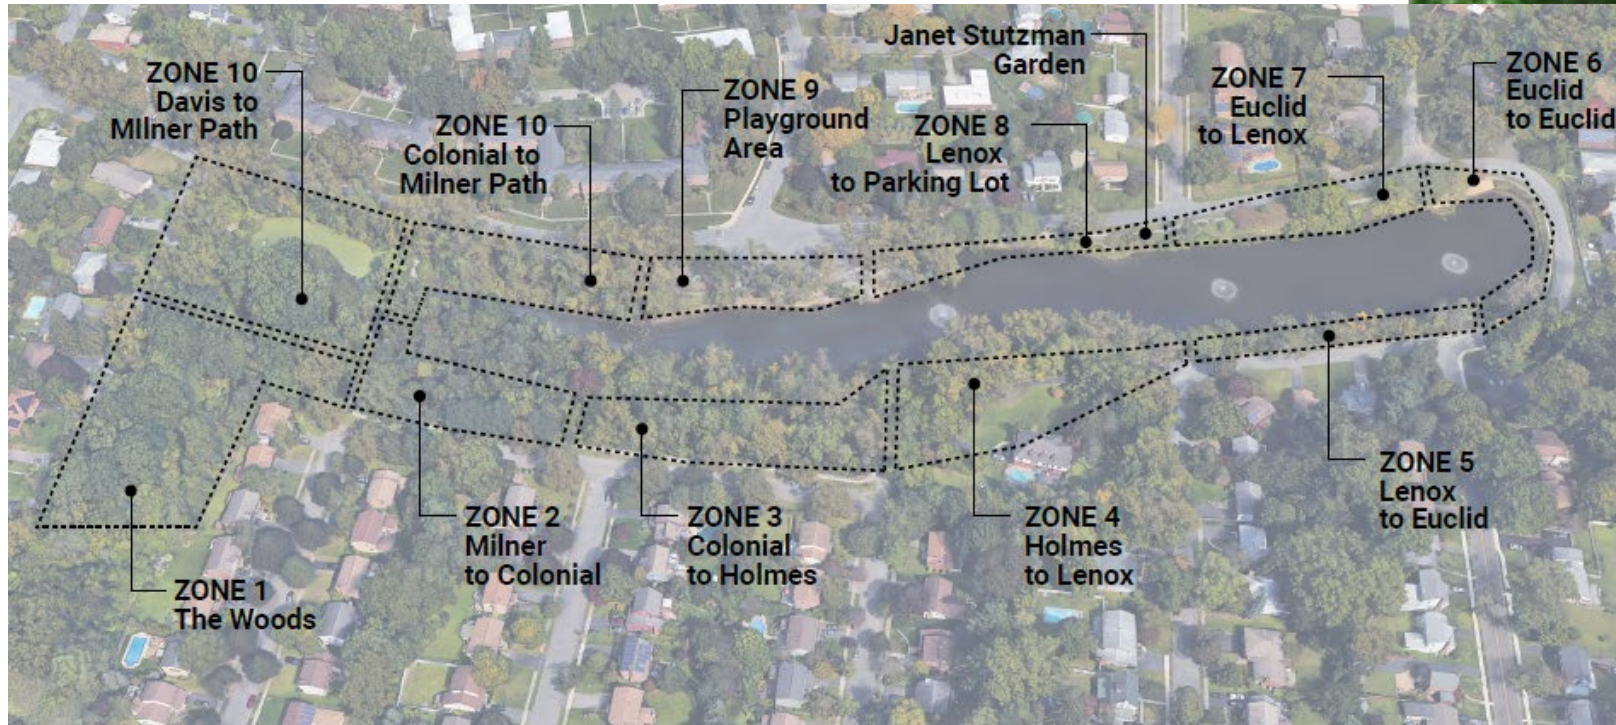 ZONE 10
Davis to
MIlner Path
ZONE 10
Colonial to
Milner Path
ZONE 9
Playground
Area
Janet Stutzman
Garden
ZONE 8
Lenox
to Parking Lot
ZONE 7
Euclid
to Lenox
ZONE 6
Euclid
to Euclid
ZONE 1
The Woods
ZONE 2
Milner
to Colonial
ZONE 3
Colonial
to Holmes
ZONE 4
Holmes
to Lenox
ZONE 5
Lenox
to Euclid